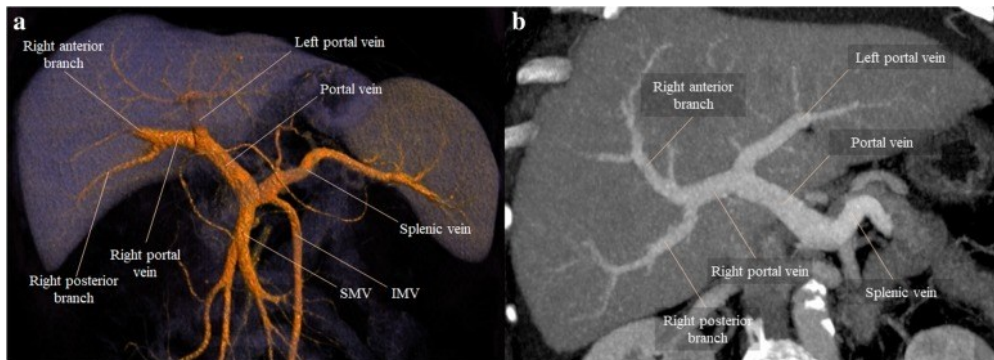 a
Right anterior
branch
Left portal vein
Portal vein
Splenic vein
Right portal
vein
Right posterior
branch
SMV
IMV
b
Left portal vein
Right anterior
branch
Portal vein
Right portal vein
Splenic vein
Right posterior
branch